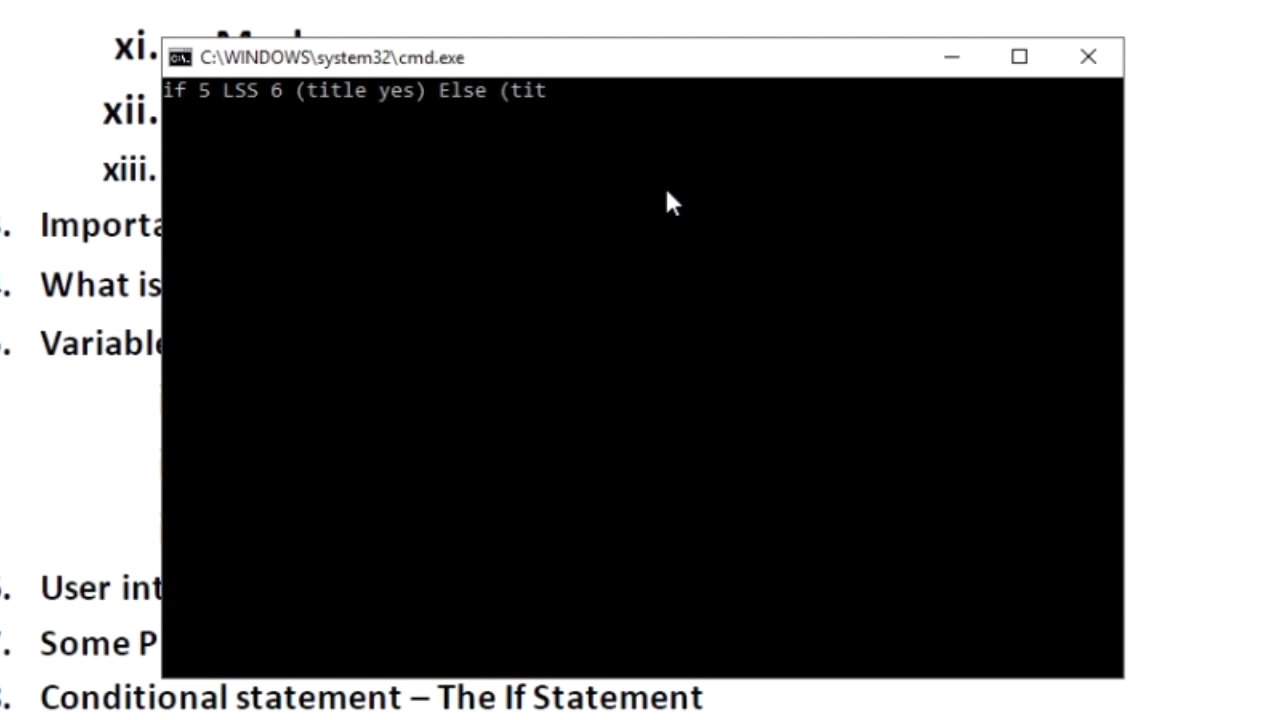 xi.
C:\WINDOWS\system32\cmd.exe
if 5 LSS 6 (title yes) Else (tit
xii.
xiii.
Importa
What is
Variable
User int
Some P
Conditional statement – The If Statement